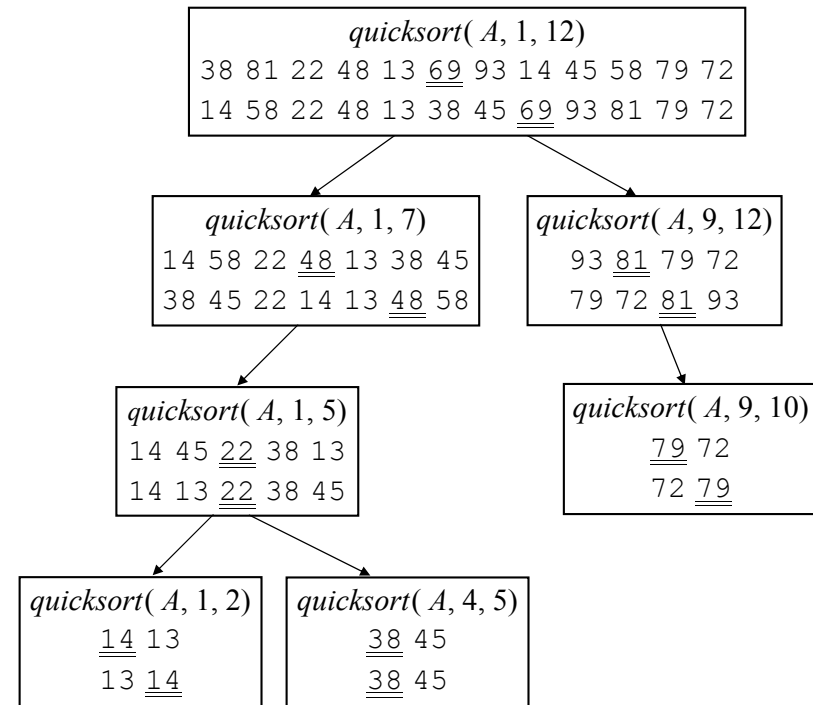 quicksort( A, 1, 12)
38 81 22 48 13 69 93 14 45 58 79 72
14 58 22 48 13 38 45 69 93 81 79 72
quicksort( A, 1, 7)
14 58 22 48 13 38 45
38 45 22 14 13 48 58
quicksort( A, 9, 12)
93 81 79 72
79 72 81 93
quicksort( A, 1, 5)
14 45 22 38 13
14 13 22 38 45
quicksort( A, 9, 10)
79 72
72 79
quicksort( A, 1, 2)
14 13
13 14
quicksort( A, 4, 5)
38 45
38 45